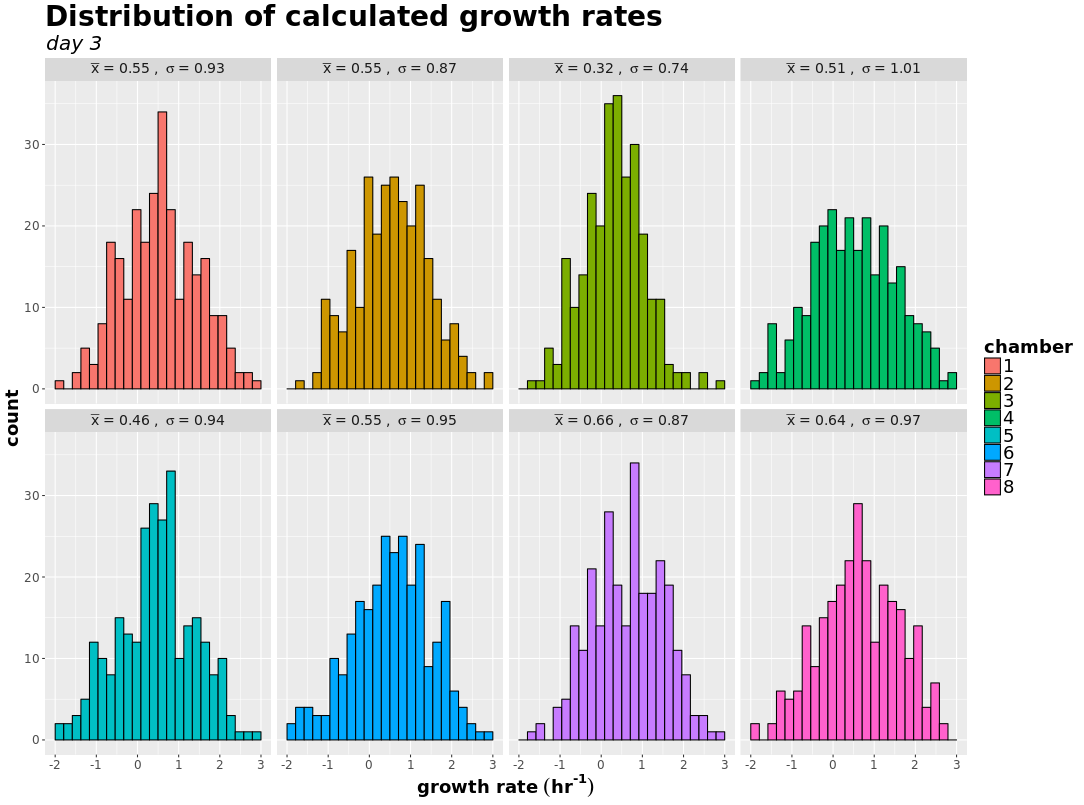 Distribution of calculated growth rates
day 3
x̅ = 0.55 , σ = 0.93
x̅ = 0.55 , σ = 0.87
x̅ = 0.32 , σ = 0.74
x̅ = 0.51 , σ = 1.01
30
20
10
0
x̅ = 0.46 , σ = 0.94
x̅ = 0.55 , σ = 0.95
x̅ = 0.66 , σ = 0.87
x̅ = 0.64 , σ = 0.97
30
20
10
0
-2 -1 0 1 2 3
-2 -1 0 1 2 3
-2 -1 0 1 2 3
-2 -1 0 1 2 3
count
growth rate (hr⁻¹)
chamber
1
2
3
4
5
6
7
8